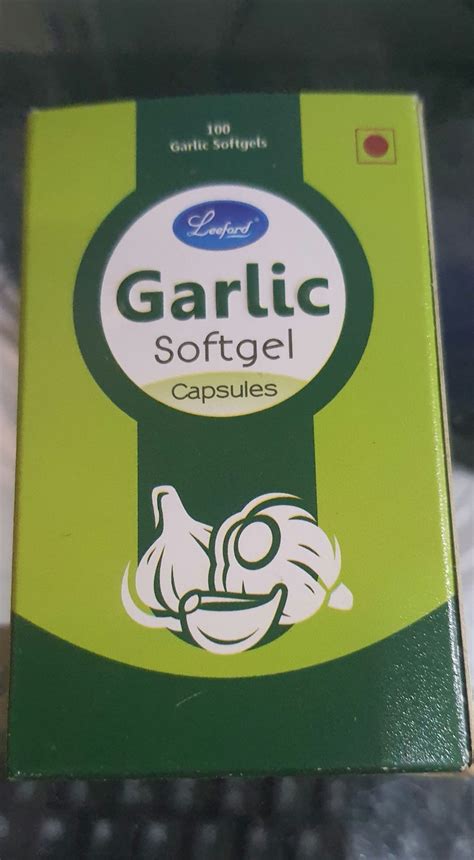 100
Garlic Softgels
Leeford
Garlic
Softgel
Capsules